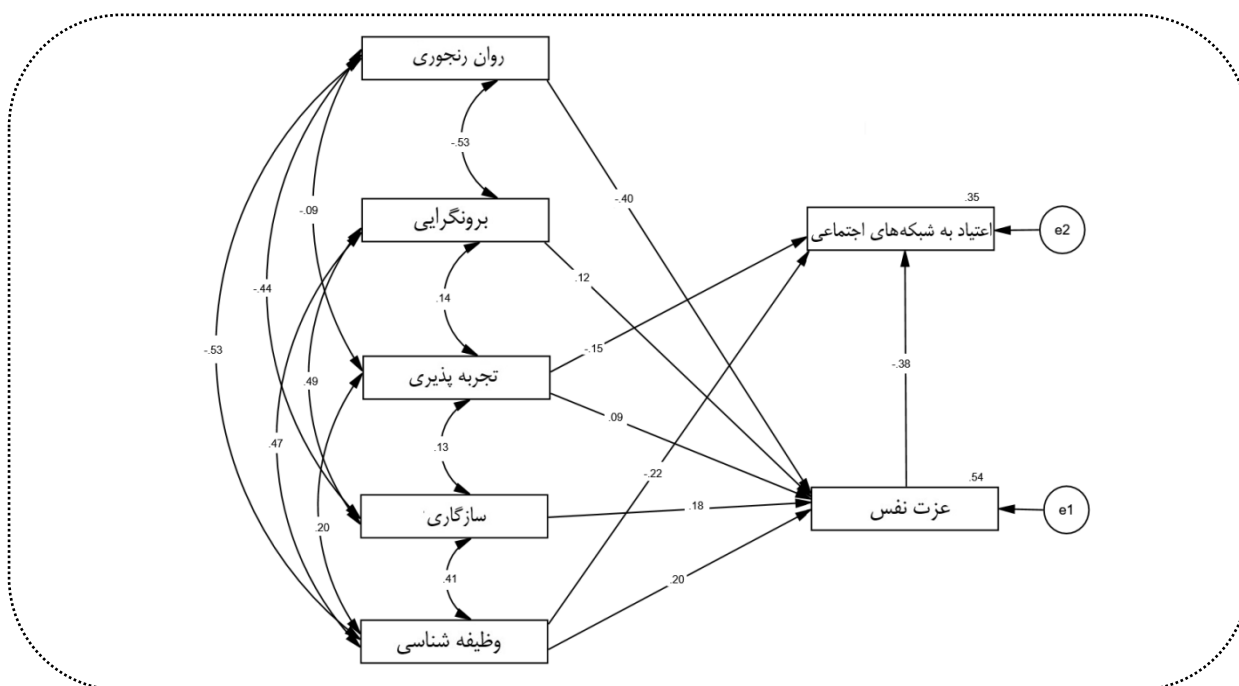 روان رنجوری
-.53
-.40
.35
برونگرایی
-.09
اعتیاد به شبکه‌های اجتماعی
e2
.12
-.44
.14
-.53
-.15
تجربه پذیری
.49
-.38
.09
.47
.13
-.22
.54
سازگاری
.18
عزت نفس
e1
.20
.41
.20
وظیفه شناسی